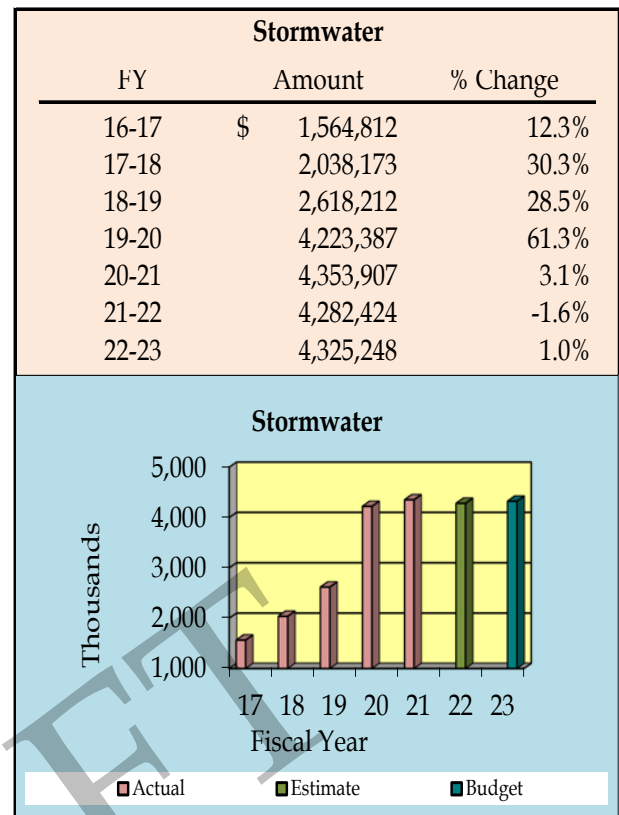 Stormwater
FY Amount % Change
16-17 $ 1,564,812 12.3%
17-18 2,038,173 30.3%
18-19 2,618,212 28.5%
19-20 4,223,387 61.3%
20-21 4,353,907 3.1%
21-22 4,282,424 -1.6%
22-23 4,325,248 1.0%
Stormwater
5,000
4,000
3,000
2,000
1,000
Thousands
17 18 19 20 21 22 23
Fiscal Year
Actual Estimate Budget
FT